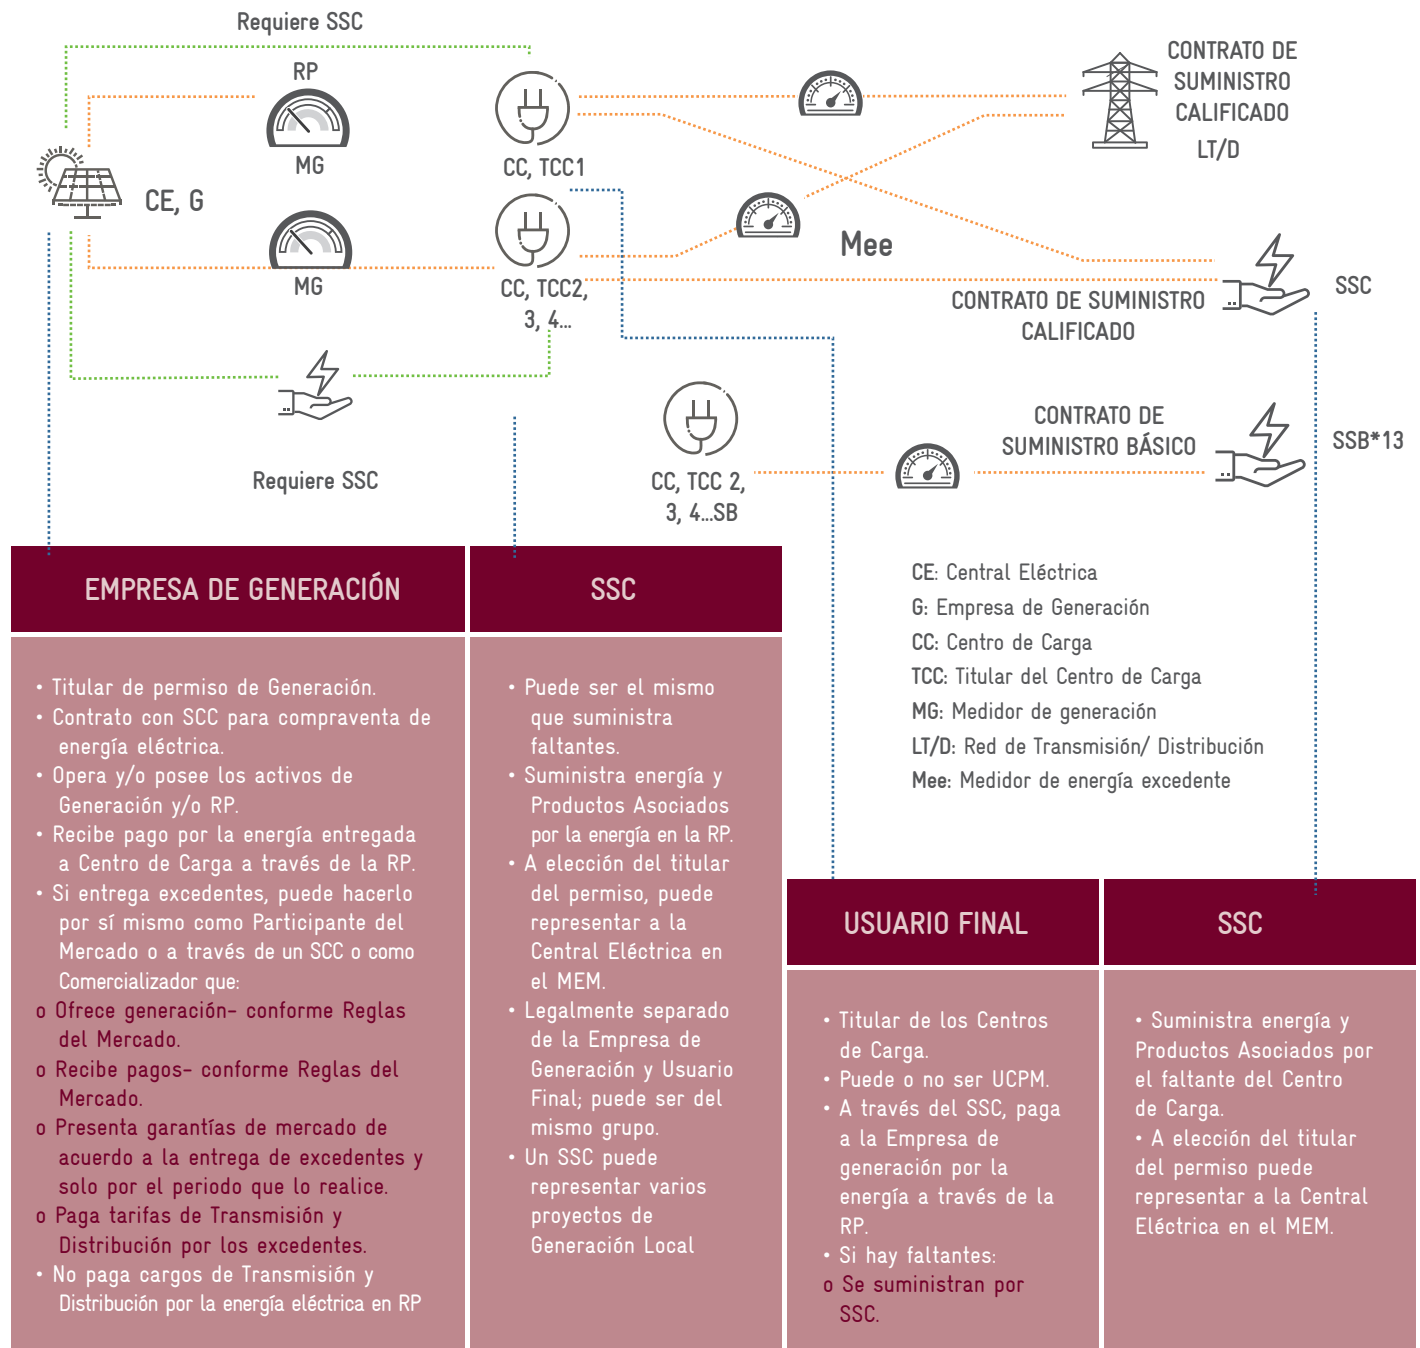 Requiere SSC
RP
MG
CE, G
MG
CC, TCC1
CC, TCC2,
3, 4...
Requiere SSC
CONTRATO DE
SUMINISTRO
CALIFICADO
LT/D
Mee
CONTRATO DE SUMINISTRO
CALIFICADO
SSC
CC, TCC 2,
3, 4...SB
CONTRATO DE
SUMINISTRO BÁSICO
SSB*13
CE: Central Eléctrica
G: Empresa de Generación
CC: Centro de Carga
TCC: Titular del Centro de Carga
MG: Medidor de generación
LT/D: Red de Transmisión/ Distribución
Mee: Medidor de energía excedente
EMPRESA DE GENERACIÓN
• Titular de permiso de Generación.
• Contrato con SCC para compraventa de
energía eléctrica.
• Opera y/o posee los activos de
Generación y/o RP.
• Recibe pago por la energía entregada
a Centro de Carga a través de la RP.
• Si entrega excedentes, puede hacerlo
por sí mismo como Participante del
Mercado o a través de un SCC o como
Comercializador que:
o Ofrece generación- conforme Reglas
del Mercado.
o Recibe pagos- conforme Reglas del
Mercado.
o Presenta garantías de mercado de
acuerdo a la entrega de excedentes y
solo por el periodo que lo realice.
o Paga tarifas de Transmisión y
Distribución por los excedentes.
• No paga cargos de Transmisión y
Distribución por la energía eléctrica en RP
SSC
• Puede ser el mismo
que suministra
faltantes.
• Suministra energía y
Productos Asociados
por la energía en la RP.
• A elección del titular
del permiso, puede
representar a la
Central Eléctrica en
el MEM.
• Legalmente separado
de la Empresa de
Generación y Usuario
Final; puede ser del
mismo grupo.
• Un SSC puede
representar varios
proyectos de
Generación Local
USUARIO FINAL
• Titular de los Centros
de Carga.
• Puede o no ser UCPM.
• A través del SSC, paga
a la Empresa de
generación por la
energía a través de la
RP.
• Si hay faltantes:
o Se suministran por
SSC.
SSC
• Suministra energía y
Productos Asociados por
el faltante del Centro
de Carga.
• A elección del titular
del permiso puede
representar a la Central
Eléctrica en el MEM.